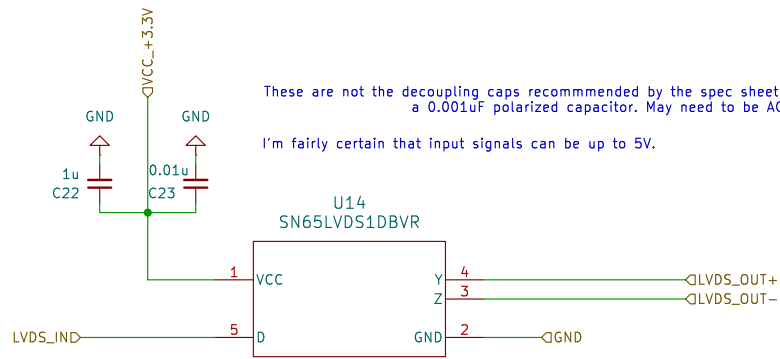 VCC_+3.3V
These are not the decoupling caps recommmended by the spec sheet
a 0.001uF polarized capacitor. May need to be
GND GND
I'm fairly certain that input signals can be up to 5V.
1u 0.01u
C22 C23
U14
SN65LVDS1DBVR
1 VCC Y 4 LVDS_OUT+
Z 3 LVDS_OUT-
LVDS_IN 5 D GND 2 GND